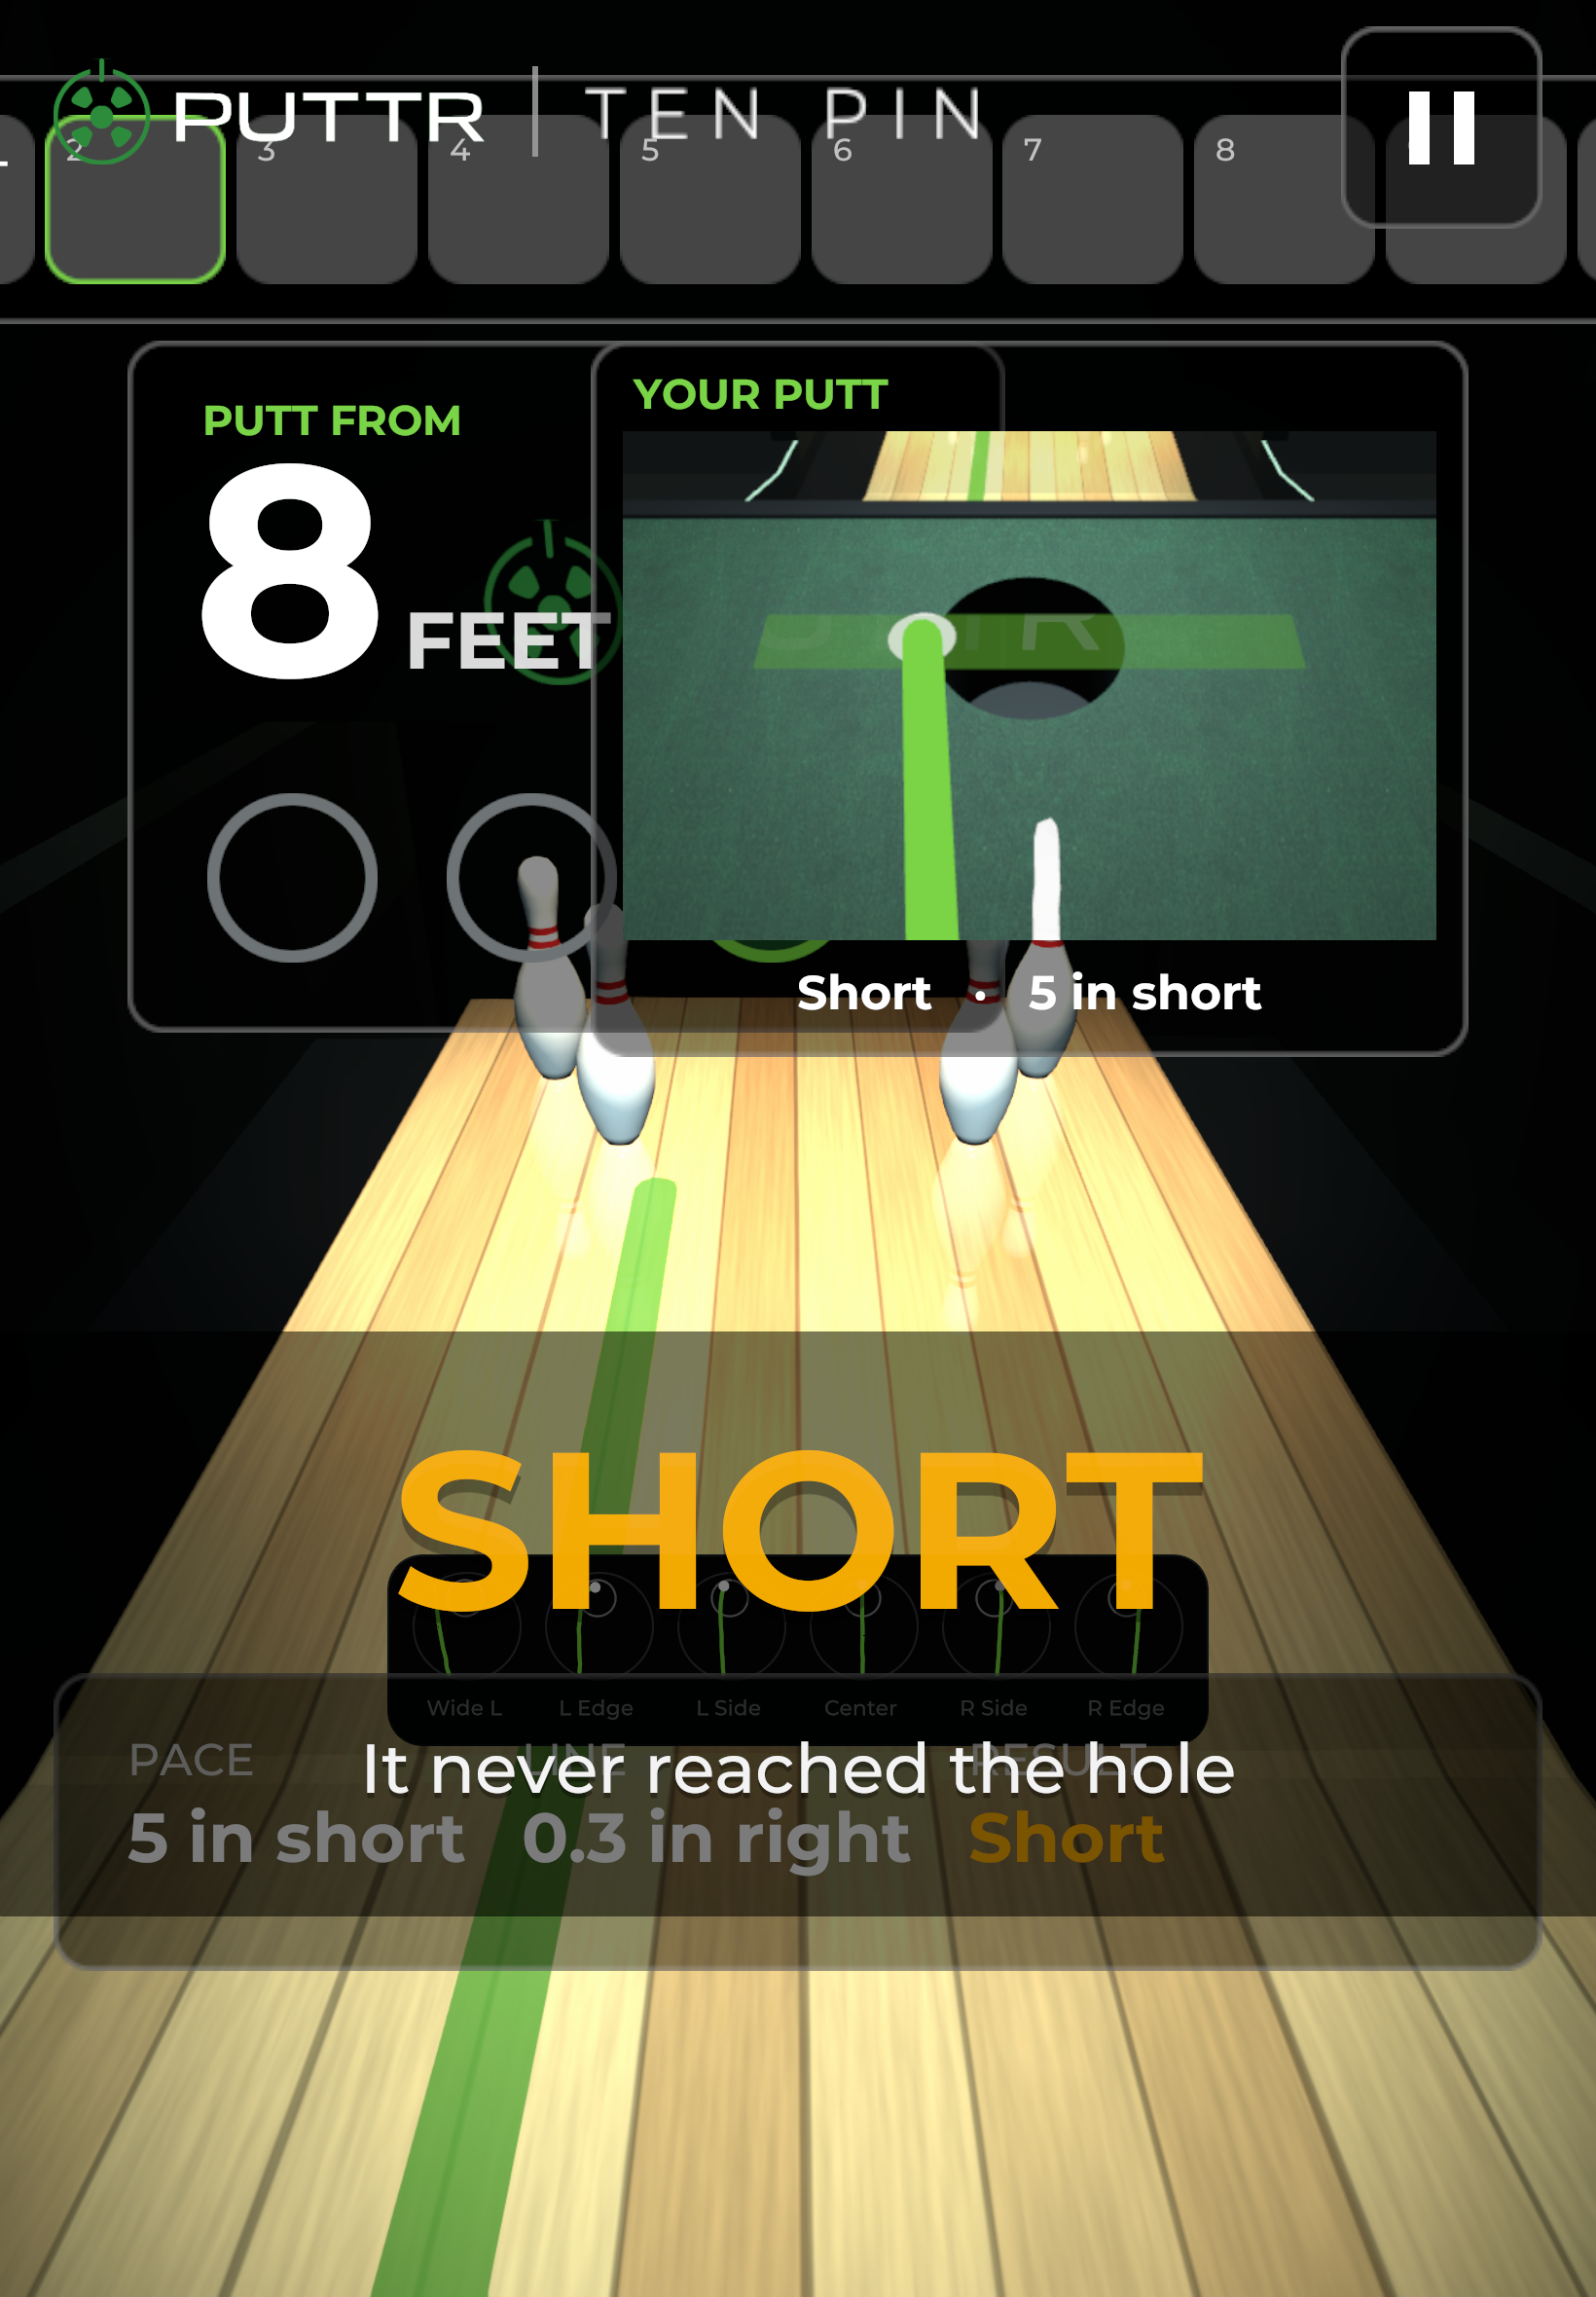 PUTTR | TEN PIN
2 3 4 5 6 7 8
PUTT FROM
8 FEET
YOUR PUTT
Short • 5 in short
SHORT
Wide L L Edge L Side Center R Side R Edge
It never reached the hole
PACE LINE RESULT
5 in short 0.3 in right Short